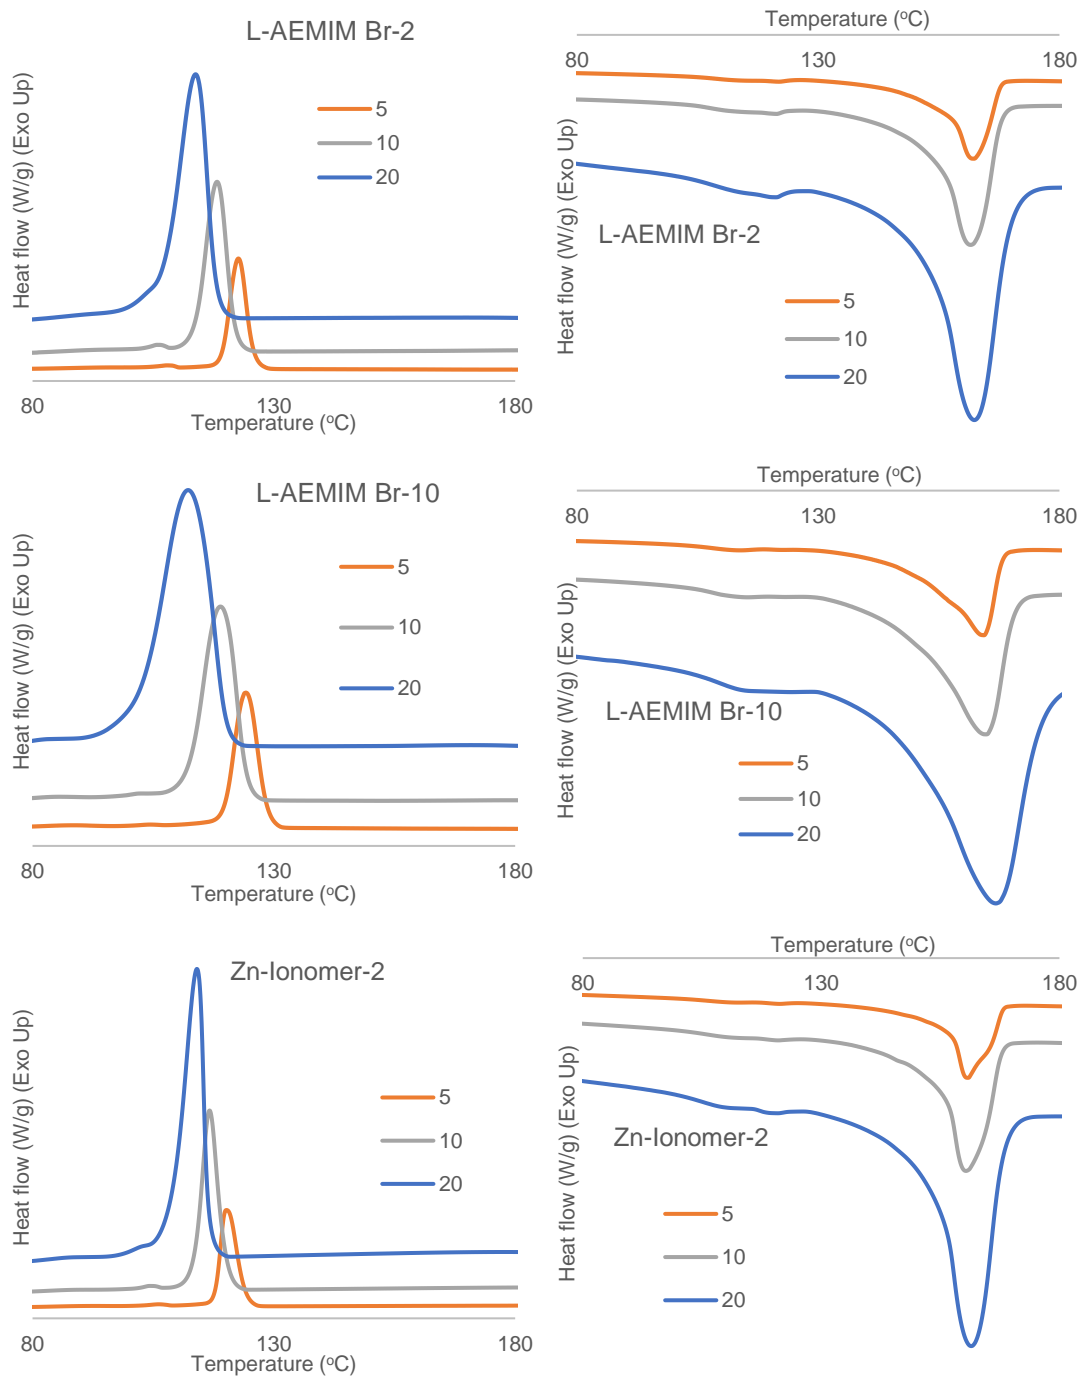 L-AEMIM Br-2
Heat flow (W/g) (Exo Up)
5
10
20
80
130
180
Temperature (°C)
Temperature (°C)
80
130
180
Heat flow (W/g) (Exo Up)
L-AEMIM Br-2
5
10
20
L-AEMIM Br-10
Heat flow (W/g) (Exo Up)
5
10
20
80
130
180
Temperature (°C)
Temperature (°C)
80
130
180
Heat flow (W/g) (Exo Up)
L-AEMIM Br-10
5
10
20
Zn-Ionomer-2
Heat flow (W/g) (Exo Up)
5
10
20
80
130
180
Temperature (°C)
Temperature (°C)
80
130
180
Heat flow (W/g) (Exo Up)
Zn-Ionomer-2
5
10
20